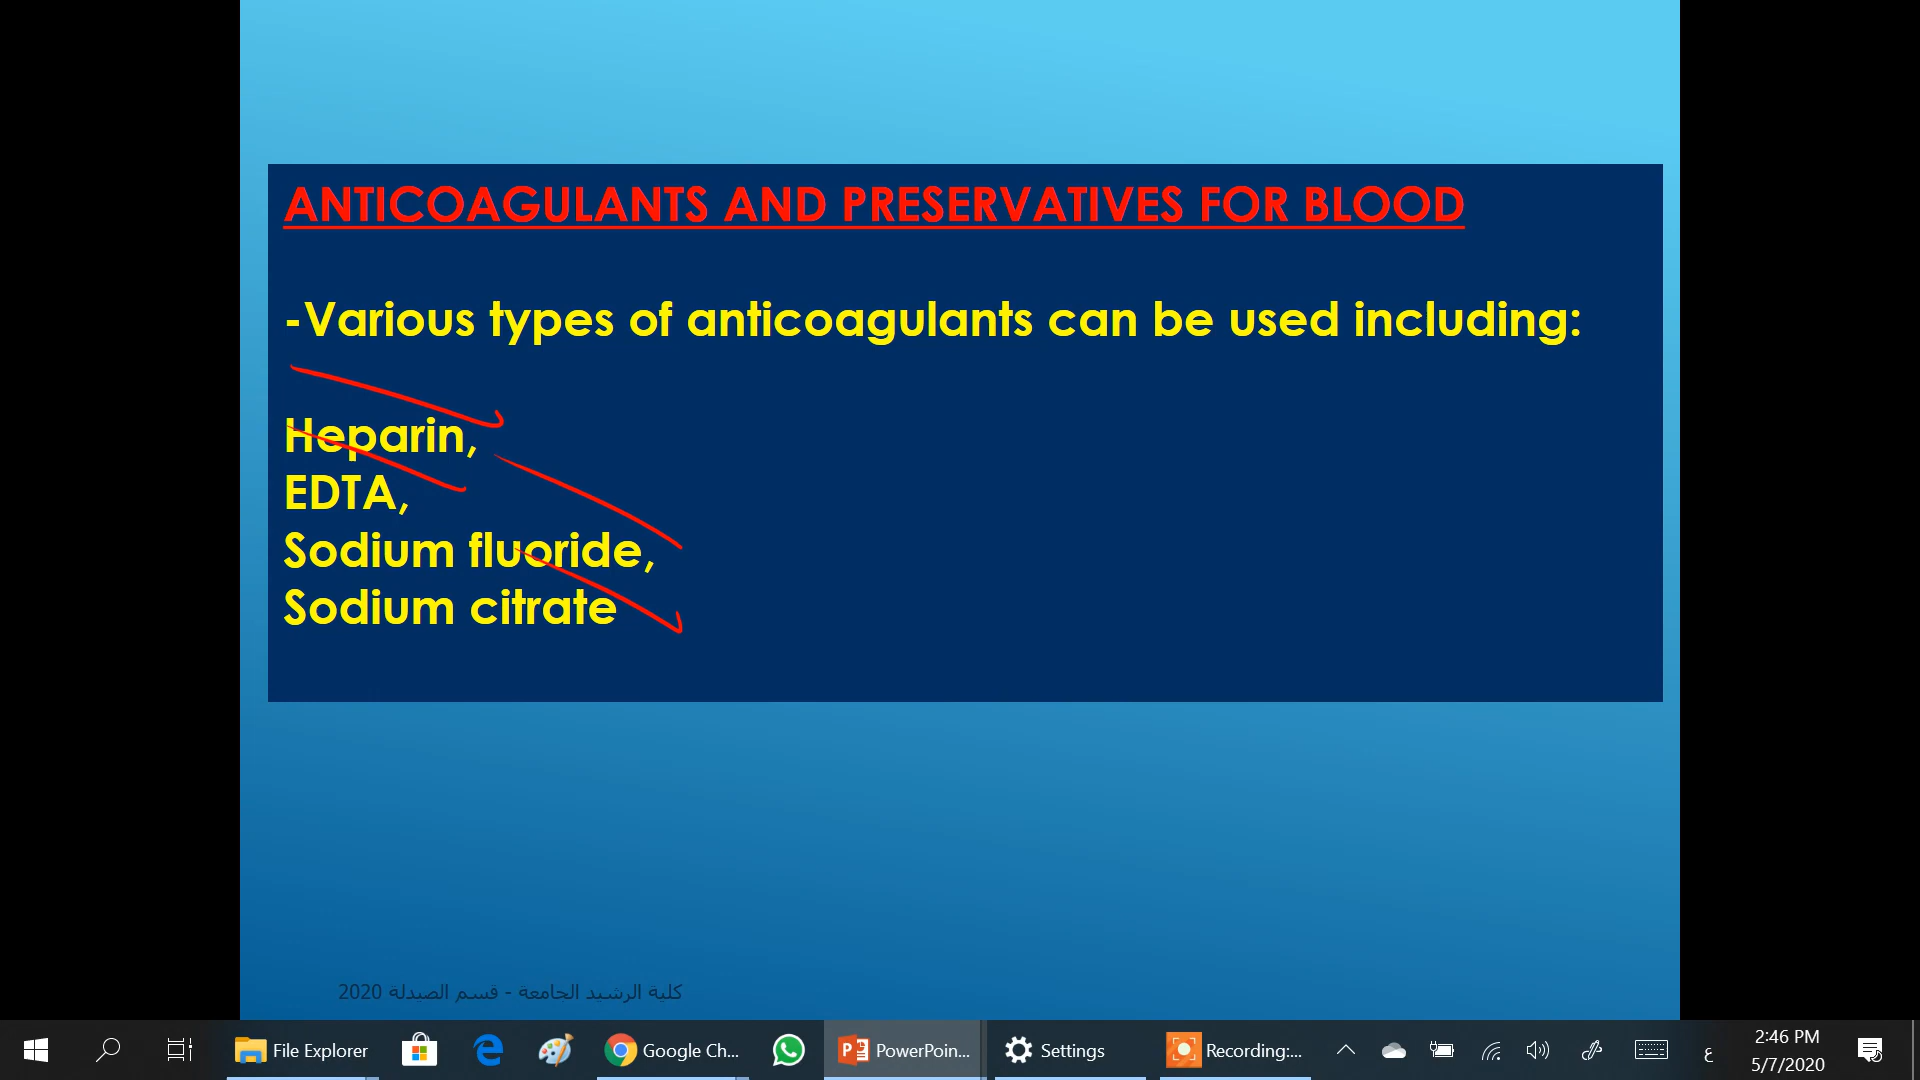 ANTICOAGULANTS AND PRESERVATIVES FOR BLOOD
-Various types of anticoagulants can be used including:
Heparin,
EDTA,
Sodium fluoride,
Sodium citrate
كلية الرشيد الجامعة - قسم الصيدلة 2020
File Explorer
Google Ch...
PowerPoin...
Settings
Recording:...
ع
2:46 PM
5/7/2020